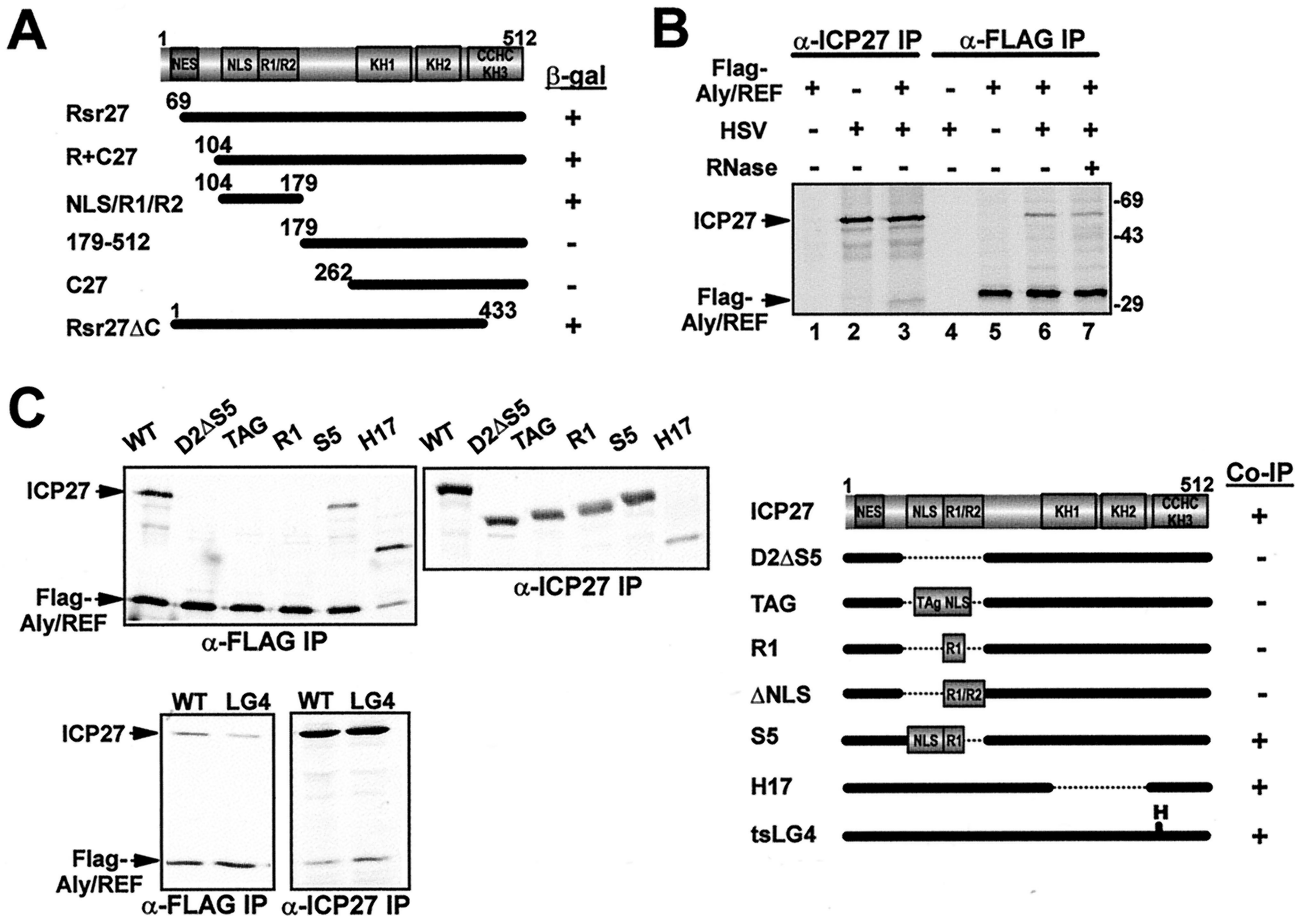 A
1 512
NES NLS R1/R2 KH1 KH2 CCHC KH3
β-gal
Rsr27 69 +
R+C27 104 +
NLS/R1/R2 104 179 +
179-512 179 -
C27 262 -
Rsr27ΔC 1 433 +
B
α-ICP27 IP α-FLAG IP
Flag-Aly/REF + - + - + + +
HSV - + + + - + +
RNase - - - - - - +
ICP27
Flag-Aly/REF
-69
-43
-29
1 2 3 4 5 6 7
C
WT D2ΔS5 TAG R1 S5 H17
ICP27
Flag-Aly/REF
α-FLAG IP
WT D2ΔS5 TAG R1 S5 H17
α-ICP27 IP
WT LG4
ICP27
Flag-Aly/REF
α-FLAG IP
WT LG4
α-ICP27 IP
Co-IP
1 512
ICP27 NES NLS R1/R2 KH1 KH2 CCHC KH3 +
D2ΔS5 -
TAG TAg NLS -
R1 R1 -
ΔNLS R1/R2 -
S5 NLS R1 +
H17 +
H
tsLG4 +